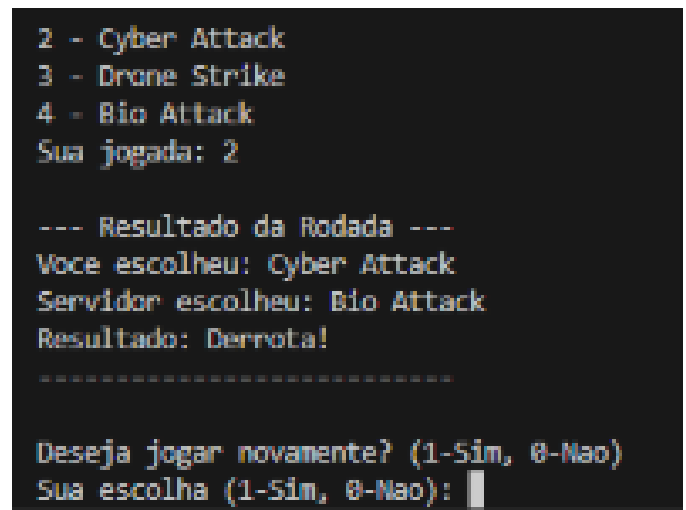 2 - Cyber Attack
3 - Drone Strike
4 - Bio Attack
Sua jogada: 2
--- Resultado da Rodada ---
Voce escolheu: Cyber Attack
Servidor escolheu: Bio Attack
Resultado: Derrota!
---------------------------
Deseja jogar novamente? (1-Sim, 0-Nao)
Sua escolha (1-Sim, 0-Nao):